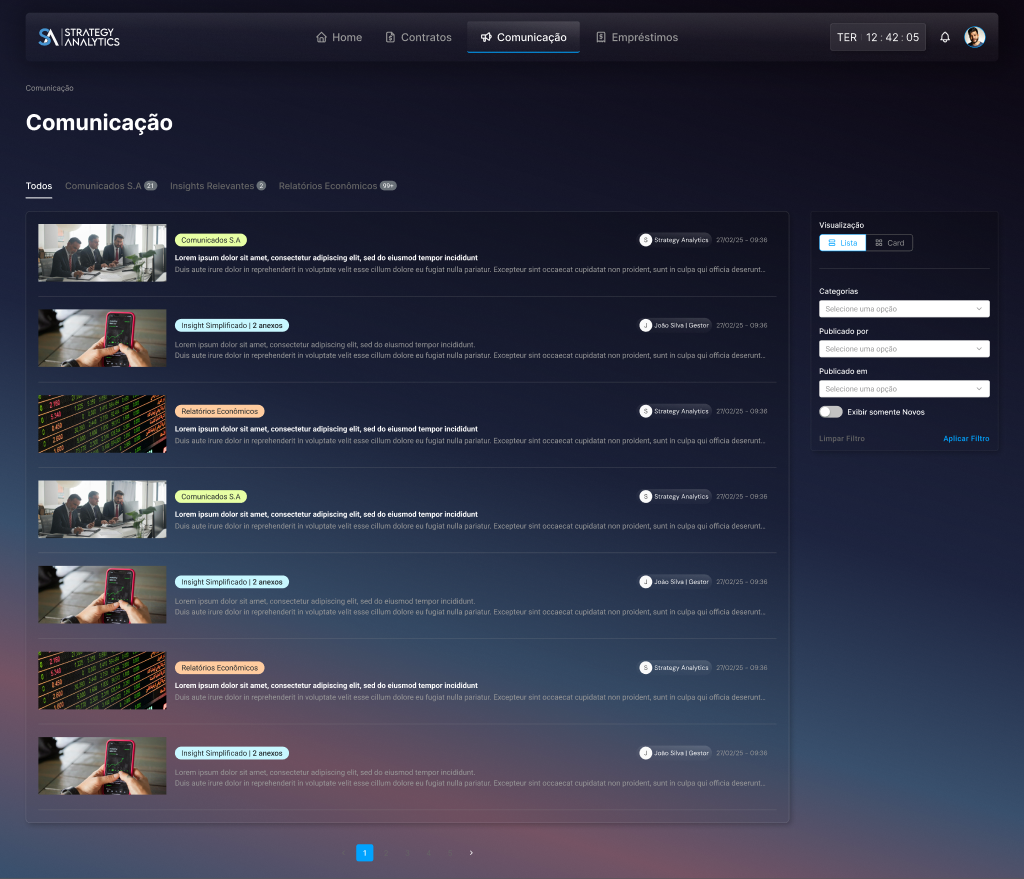 STRATEGY
ANALYTICS
Home
Contratos
Comunicação
Empréstimos
TER 12 : 42 : 05
Comunicação
Comunicação
Todos
Comunicados S.A 21
Insights Relevantes 2
Relatórios Econômicos 99+
Comunicados S.A
S Strategy Analytics 27/02/25 - 09:36
Lorem ipsum dolor sit amet, consectetur adipiscing elit, sed do eiusmod tempor incididunt
Duis aute irure dolor in reprehenderit in voluptate velit esse cillum dolore eu fugiat nulla pariatur. Excepteur sint occaecat cupidatat non proident, sunt in culpa qui officia deserunt...
Insight Simplificado | 2 anexos
J João Silva | Gestor 27/02/25 - 09:36
Lorem ipsum dolor sit amet, consectetur adipiscing elit, sed do eiusmod tempor incididunt.
Duis aute irure dolor in reprehenderit in voluptate velit esse cillum dolore eu fugiat nulla pariatur. Excepteur sint occaecat cupidatat non proident, sunt in culpa qui officia deserunt...
Relatórios Econômicos
S Strategy Analytics 27/02/25 - 09:36
Lorem ipsum dolor sit amet, consectetur adipiscing elit, sed do eiusmod tempor incididunt
Duis aute irure dolor in reprehenderit in voluptate velit esse cillum dolore eu fugiat nulla pariatur. Excepteur sint occaecat cupidatat non proident, sunt in culpa qui officia deserunt...
Comunicados S.A
S Strategy Analytics 27/02/25 - 09:36
Lorem ipsum dolor sit amet, consectetur adipiscing elit, sed do eiusmod tempor incididunt
Duis aute irure dolor in reprehenderit in voluptate velit esse cillum dolore eu fugiat nulla pariatur. Excepteur sint occaecat cupidatat non proident, sunt in culpa qui officia deserunt...
Insight Simplificado | 2 anexos
J João Silva | Gestor 27/02/25 - 09:36
Lorem ipsum dolor sit amet, consectetur adipiscing elit, sed do eiusmod tempor incididunt.
Duis aute irure dolor in reprehenderit in voluptate velit esse cillum dolore eu fugiat nulla pariatur. Excepteur sint occaecat cupidatat non proident, sunt in culpa qui officia deserunt...
Relatórios Econômicos
S Strategy Analytics 27/02/25 - 09:36
Lorem ipsum dolor sit amet, consectetur adipiscing elit, sed do eiusmod tempor incididunt
Duis aute irure dolor in reprehenderit in voluptate velit esse cillum dolore eu fugiat nulla pariatur. Excepteur sint occaecat cupidatat non proident, sunt in culpa qui officia deserunt...
Insight Simplificado | 2 anexos
J João Silva | Gestor 27/02/25 - 09:36
Lorem ipsum dolor sit amet, consectetur adipiscing elit, sed do eiusmod tempor incididunt.
Duis aute irure dolor in reprehenderit in voluptate velit esse cillum dolore eu fugiat nulla pariatur. Excepteur sint occaecat cupidatat non proident, sunt in culpa qui officia deserunt...
1
Visualização
Lista
Card
Categorias
Selecione uma opção
Publicado por
Selecione uma opção
Publicado em
Selecione uma opção
Exibir somente Novos
Limpar Filtro
Aplicar Filtro